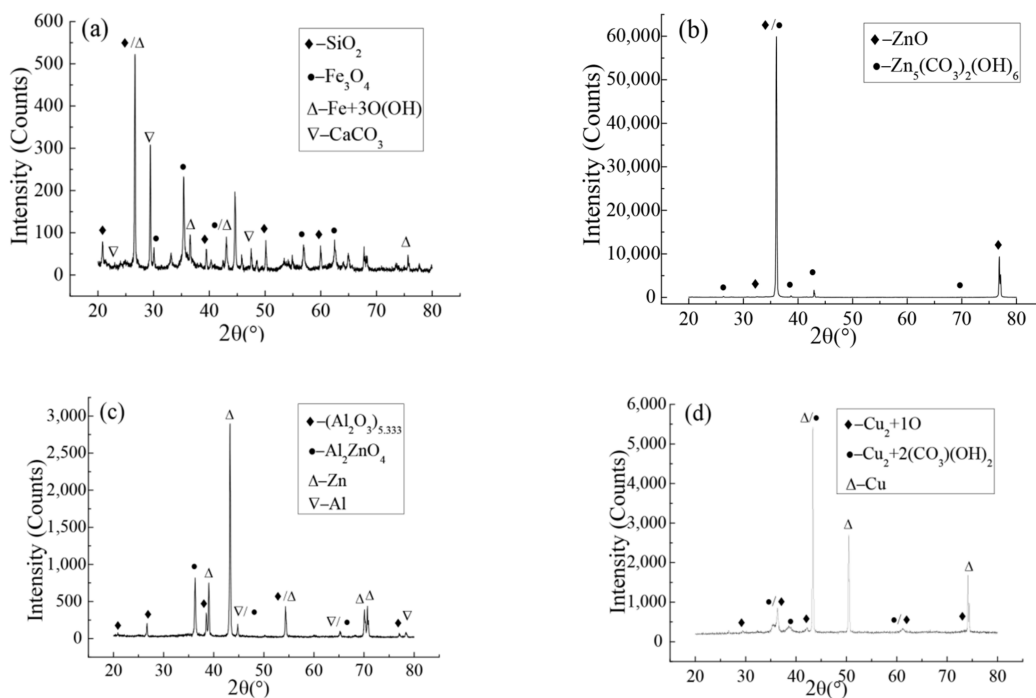 (a)
600
500
400
300
200
100
0
Intensity (Counts)
♦–SiO₂
●–Fe₃O₄
Δ–Fe+3O(OH)
∇–CaCO₃
♦/Δ
∇
●
♦
∇
●
Δ
♦
●/Δ
∇
♦
●
♦
●
Δ
20 30 40 50 60 70 80
2θ(°)
(b)
60,000
50,000
40,000
30,000
20,000
10,000
0
Intensity (Counts)
♦–ZnO
●–Zn₅(CO₃)₂(OH)₆
♦/●
●
♦
●
●
●
♦
20 30 40 50 60 70 80
2θ(°)
(c)
3,000
2,500
2,000
1,500
1,000
500
0
Intensity (Counts)
♦–(Al₂O₃)₅.₃₃₃
●–Al₂ZnO₄
Δ–Zn
∇–Al
Δ
●
Δ
♦
♦
♦
∇/ ●
♦/Δ
∇/ ●
Δ Δ
♦
∇
20 30 40 50 60 70 80
2θ(°)
(d)
6,000
5,000
4,000
3,000
2,000
1,000
0
Intensity (Counts)
♦–Cu₂+1O
●–Cu₂+2(CO₃)(OH)₂
Δ–Cu
Δ/●
Δ
Δ
●/♦
♦
●
♦
●/♦
♦
20 30 40 50 60 70 80
2θ(°)